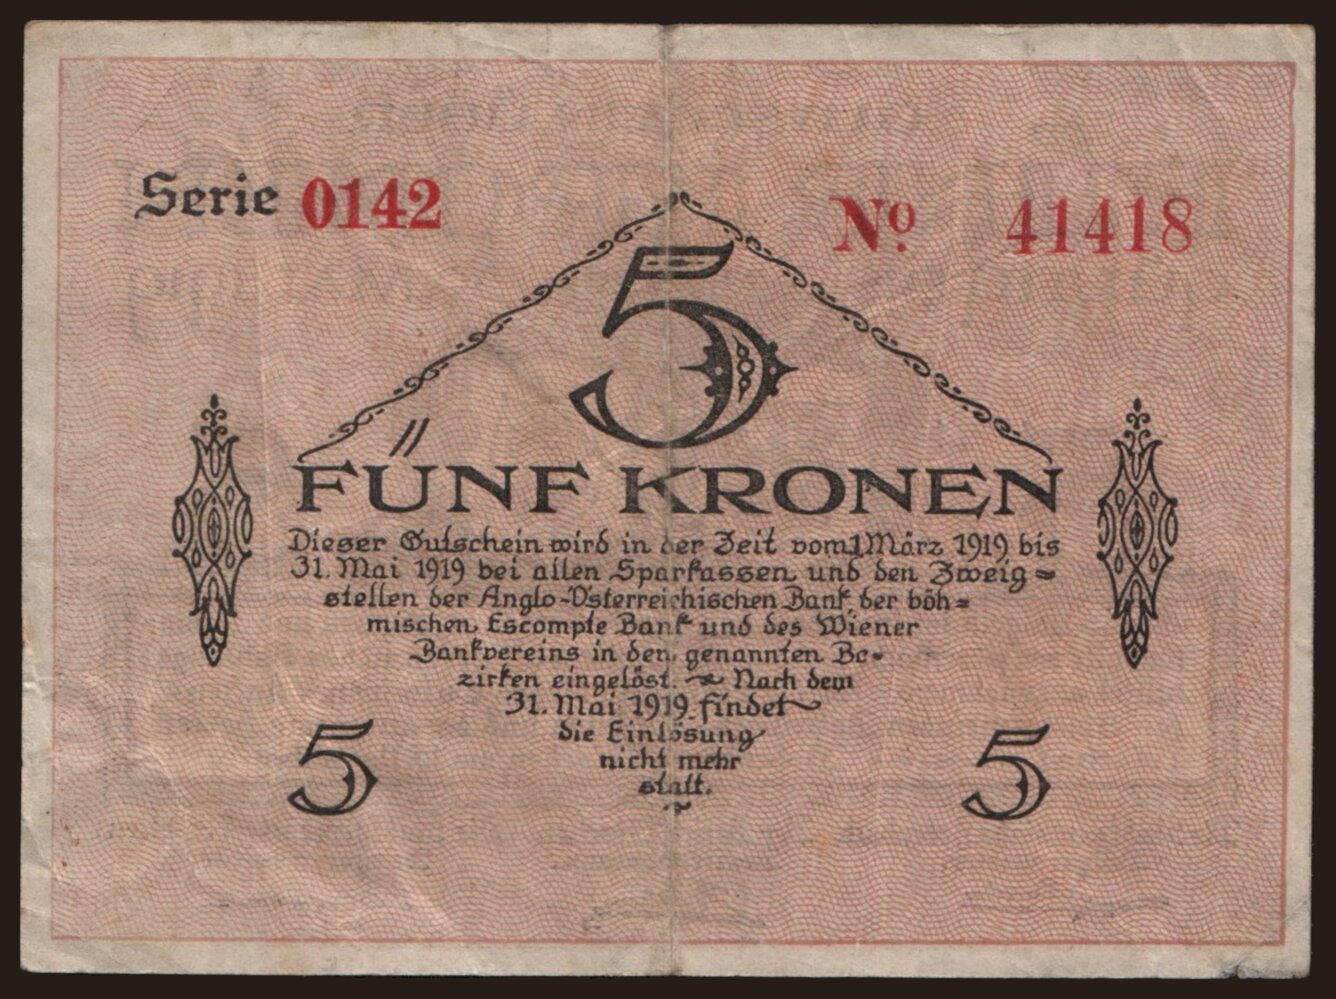 Serie 0142
No. 41418
5
FÜNF KRONEN
Dieser Gutschein wird in der Zeit vom 1 März 1919 bis
31. Mai 1919 bei allen Sparkassen und den Zweig=
stellen der Anglo-Österreichischen Bank, der böh=
mischen Escompte Bank und des Wiener
Bankvereins in den genannten Be=
zirken eingelöst. Nach dem
31. Mai 1919 findet
die Einlösung
nicht mehr
statt.
5 5